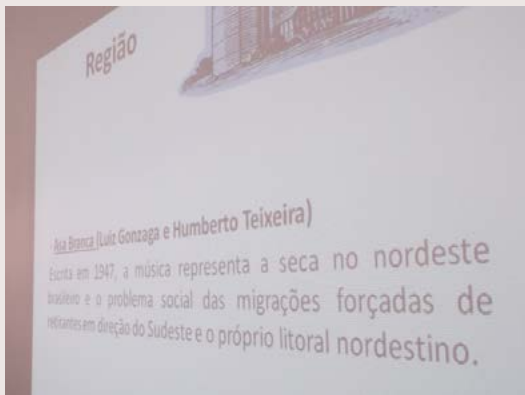 Região
- Asa Branca (Luiz Gonzaga e Humberto Teixeira)
Escrita em 1947, a música representa a seca no nordeste
brasileiro e o problema social das migrações forçadas de
retirantes em direção do Sudeste e o próprio litoral nordestino.